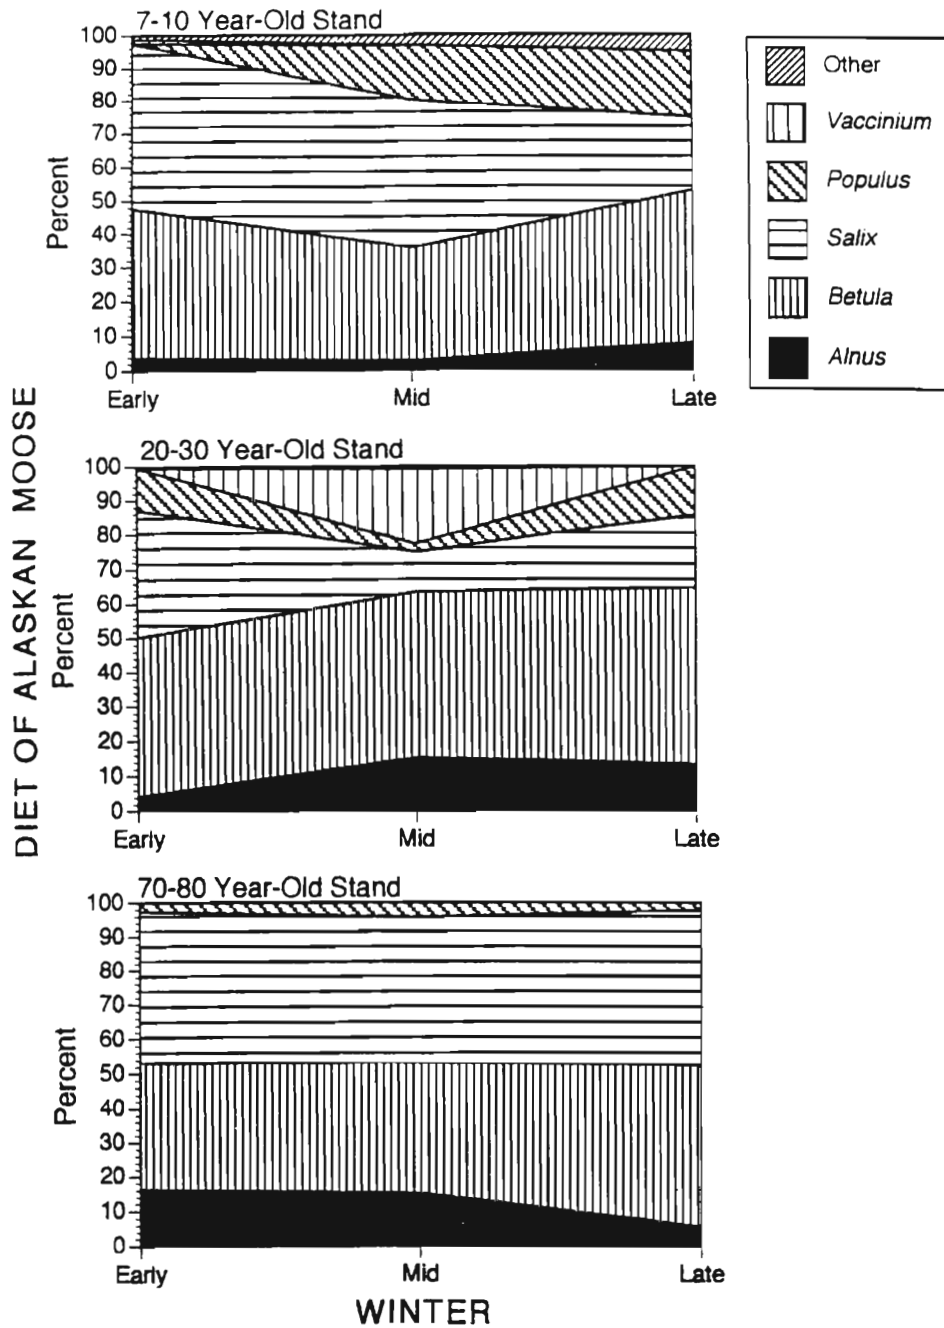 7-10 Year-Old Stand
100
90
80
70
60
50
40
30
20
10
0
Percent
Early
Mid
Late
Other
Vaccinium
Populus
Salix
Betula
Alnus
DIET OF ALASKAN MOOSE
20-30 Year-Old Stand
100
90
80
70
60
50
40
30
20
10
0
Percent
Early
Mid
Late
70-80 Year-Old Stand
100
90
80
70
60
50
40
30
20
10
0
Percent
Early
Mid
Late
WINTER